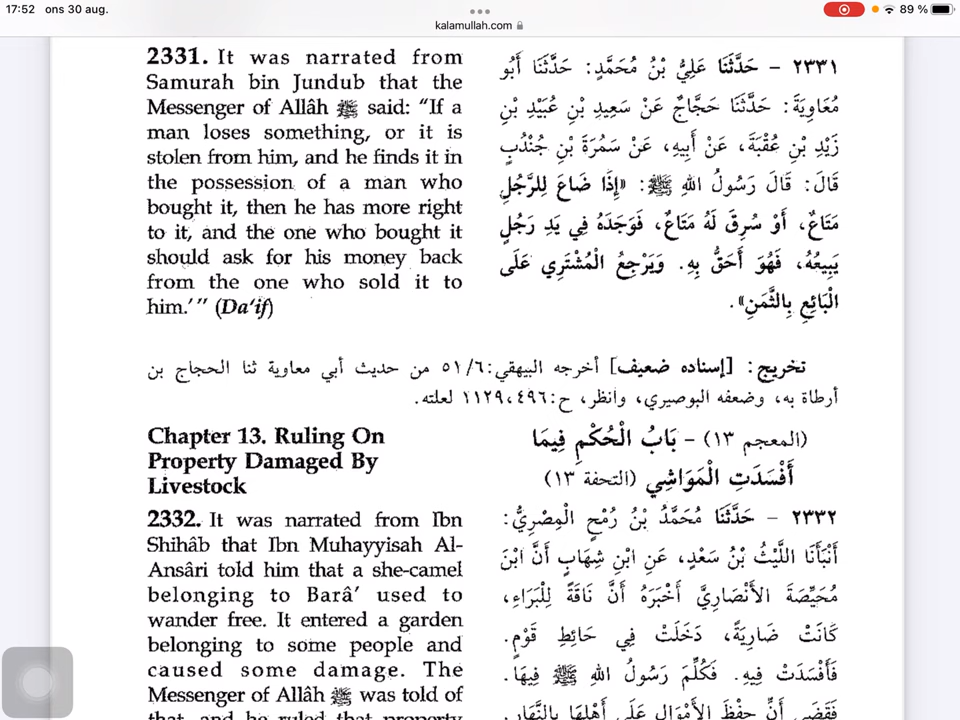 17:52 ons 30 aug.
89 %
kalamullah.com
2331. It was narrated from
Samurah bin Jundub that the
Messenger of Allâh ﷺ said: “If a
man loses something, or it is
stolen from him, and he finds it in
the possession of a man who
bought it, then he has more right
to it, and the one who bought it
should ask for his money back
from the one who sold it to
him.’” (Da‘if)
٢٣٣١ – حَدَّثَنَا عَلِيُّ بْنُ مُحَمَّدٍ: حَدَّثَنَا أَبُو
مُعَاوِيَةَ: حَدَّثَنَا حَجَّاجٌ عَنْ سَعِيدِ بْنِ عُبَيْدِ بْنِ
زَيْدِ بْنِ عُقْبَةَ، عَنْ أَبِيهِ، عَنْ سَمُرَةَ بْنِ جُنْدُبٍ
قَالَ: قَالَ رَسُولُ اللهِ ﷺ: «إِذَا ضَاعَ لِلرَّجُلِ
مَتَاعٌ، أَوْ سُرِقَ لَهُ مَتَاعٌ، فَوَجَدَهُ فِي يَدِ رَجُلٍ
يَبِيعُهُ، فَهُوَ أَحَقُّ بِهِ. وَيَرْجِعُ الْمُشْتَرِي عَلَى
الْبَائِعِ بِالثَّمَنِ».
تخريج: [إسناده ضعيف] أخرجه البيهقي: ٥١/٦ من حديث أبي معاوية ثنا الحجاج بن
أرطاة به، وضعفه البوصيري، وانظر، ح: ٤٩٦، ١١٢٩ لعلته.
Chapter 13. Ruling On
Property Damaged By
Livestock
(المعجم ١٣) – بَابُ الْحُكْمِ فِيمَا
أَفْسَدَتِ الْمَوَاشِي (التحفة ١٣)
2332. It was narrated from Ibn
Shihâb that Ibn Muhayyisah Al-
Ansâri told him that a she-camel
belonging to Barâ’ used to
wander free. It entered a garden
belonging to some people and
caused some damage. The
Messenger of Allâh ﷺ was told of
that, and he ruled that property
٢٣٣٢ – حَدَّثَنَا مُحَمَّدُ بْنُ رُمْحٍ الْمِصْرِيُّ:
أَنْبَأَنَا اللَّيْثُ بْنُ سَعْدٍ، عَنِ ابْنِ شِهَابٍ أَنَّ ابْنَ
مُحَيِّصَةَ الأَنْصَارِيَّ أَخْبَرَهُ أَنَّ نَاقَةً لِلْبَرَاءِ،
كَانَتْ ضَارِيَةً، دَخَلَتْ فِي حَائِطِ قَوْمٍ.
فَأَفْسَدَتْ فِيهِ. فَكُلِّمَ رَسُولُ اللهِ ﷺ فِيهَا.
فَقَضَى أَنَّ حِفْظَ الأَمْوَالِ عَلَى أَهْلِهَا بِالنَّهَارِ.